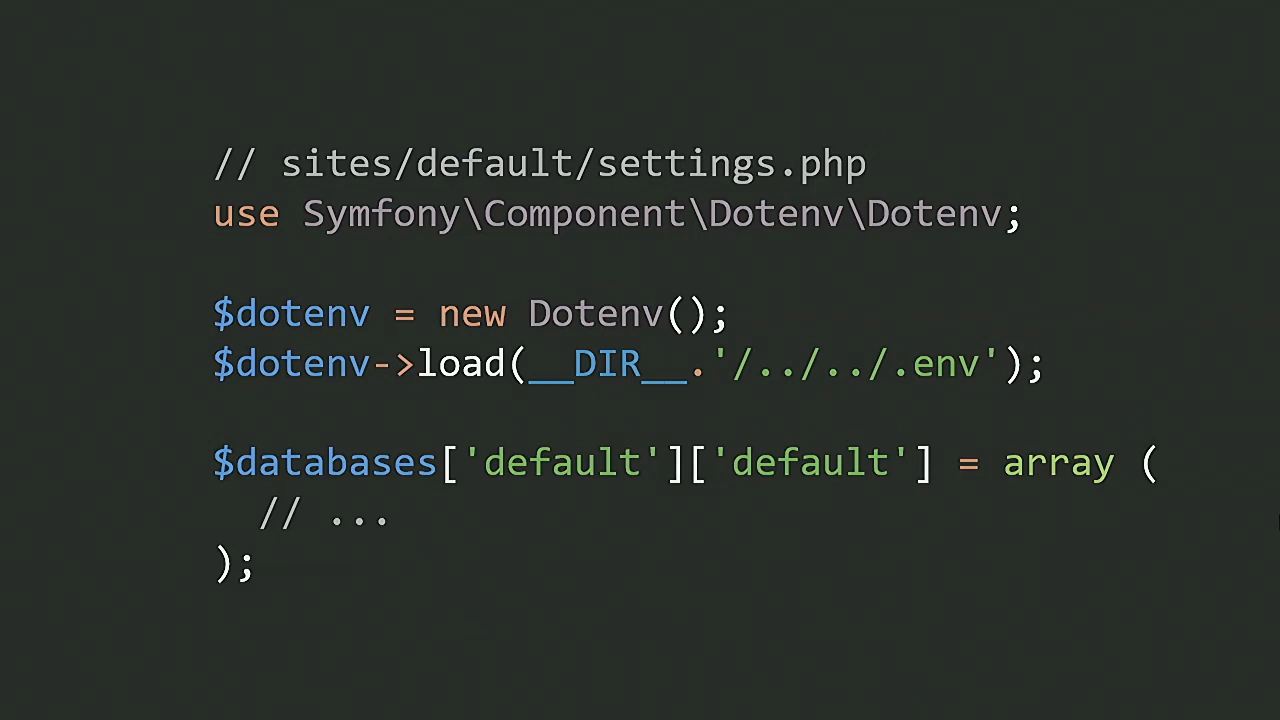 // sites/default/settings.php
use Symfony\Component\Dotenv\Dotenv;
$dotenv = new Dotenv();
$dotenv->load(__DIR__.'/../../.env');
$databases['default']['default'] = array (
  // ...
);